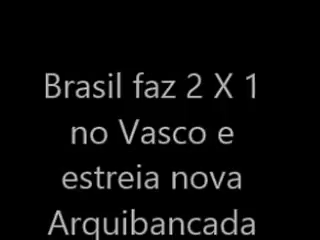 Brasil faz 2 X 1
no Vasco e
estreia nova
Arquibancada